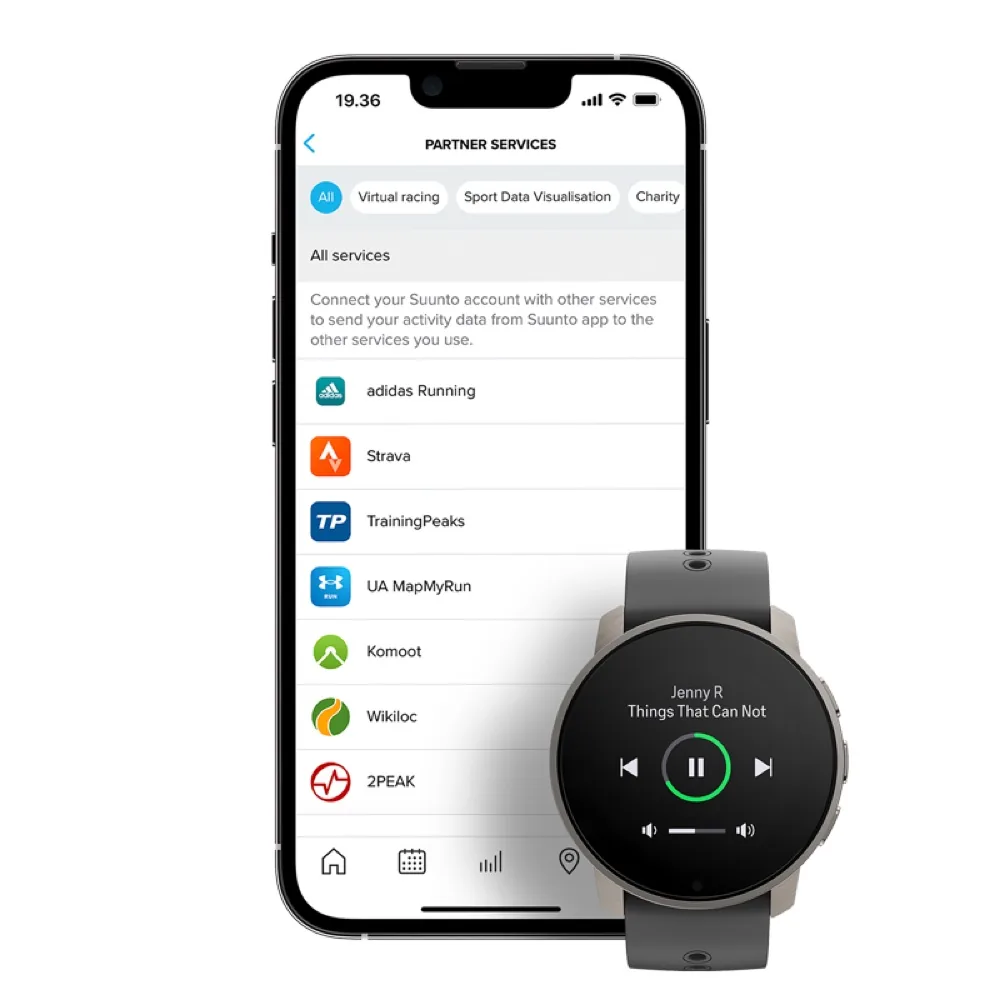 19.36
PARTNER SERVICES
All
Virtual racing
Sport Data Visualisation
Charity
All services
Connect your Suunto account with other services
to send your activity data from Suunto app to the
other services you use.
adidas
adidas Running
Strava
TP
TrainingPeaks
RUN
UA MapMyRun
Komoot
Wikiloc
2PEAK
Jenny R
Things That Can Not